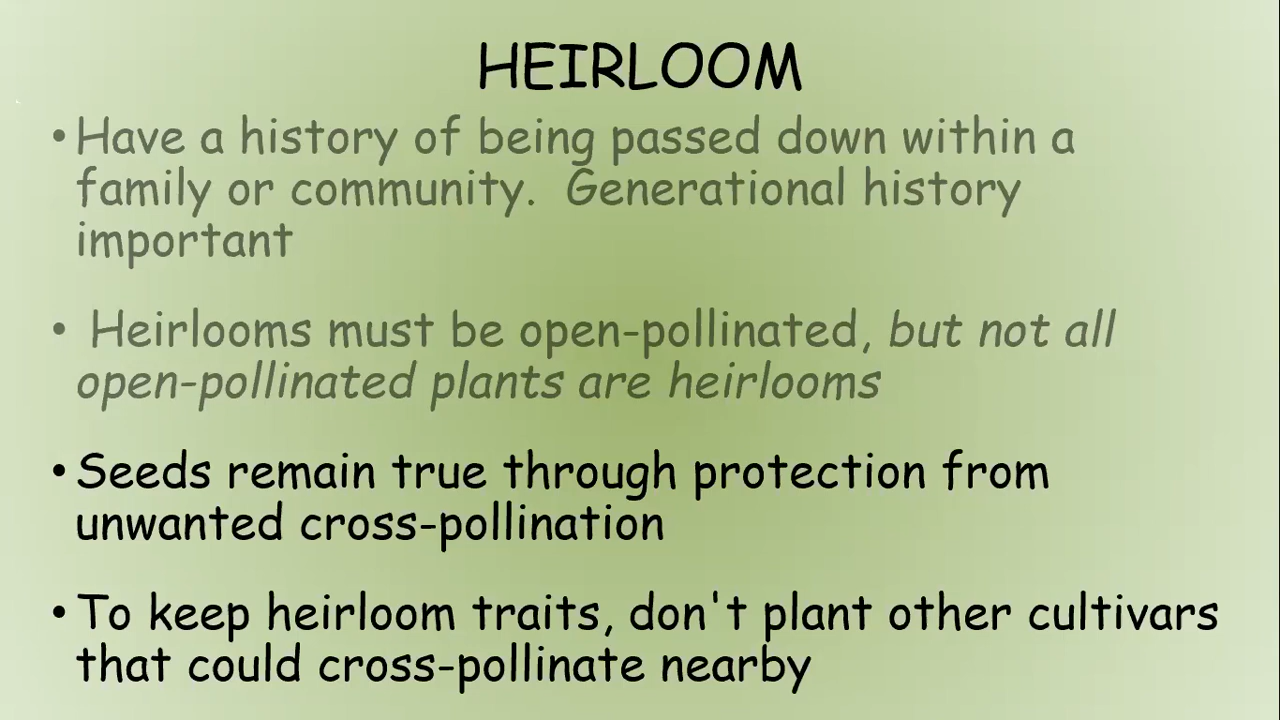 HEIRLOOM
• Have a history of being passed down within a
family or community.  Generational history
important
• Heirlooms must be open-pollinated, but not all
open-pollinated plants are heirlooms
• Seeds remain true through protection from
unwanted cross-pollination
• To keep heirloom traits, don't plant other cultivars
that could cross-pollinate nearby